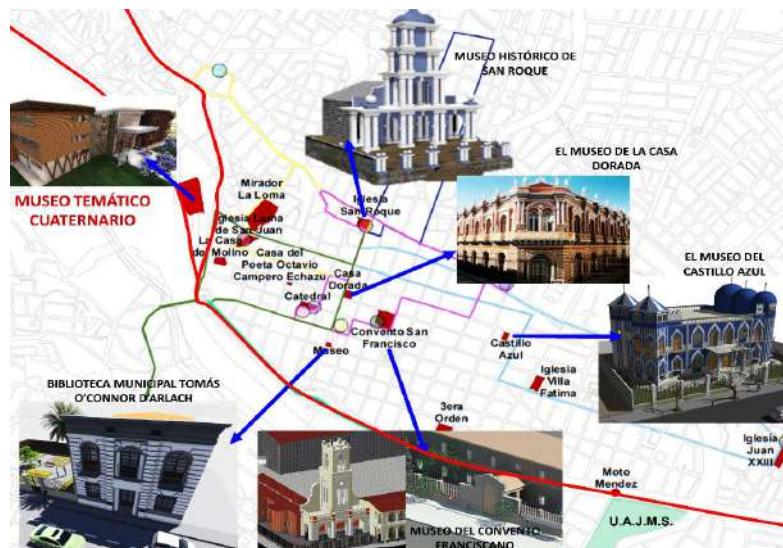 MUSEO HISTÓRICO DE
SAN ROQUE
EL MUSEO DE LA CASA
DORADA
MUSEO TEMÁTICO
CUATERNARIO
Mirador
La Loma
Iglesia
San Roque
Iglesia Loma
de San Juan
La Casa
de Molino
Casa del
Poeta Octavio
Campero Echazu
Casa
Dorada
EL MUSEO DEL
CASTILLO AZUL
Catedral
Convento San
Francisco
Museo
Castillo
Azul
BIBLIOTECA MUNICIPAL TOMÁS
O'CONNOR D'ARLACH
Iglesia
Villa
Fatima
3era
Orden
Iglesia
Juan
XXIII
Moto
Mendez
U.A.J.M.S.
MUSEO DEL CONVENTO
FRANCISCANO